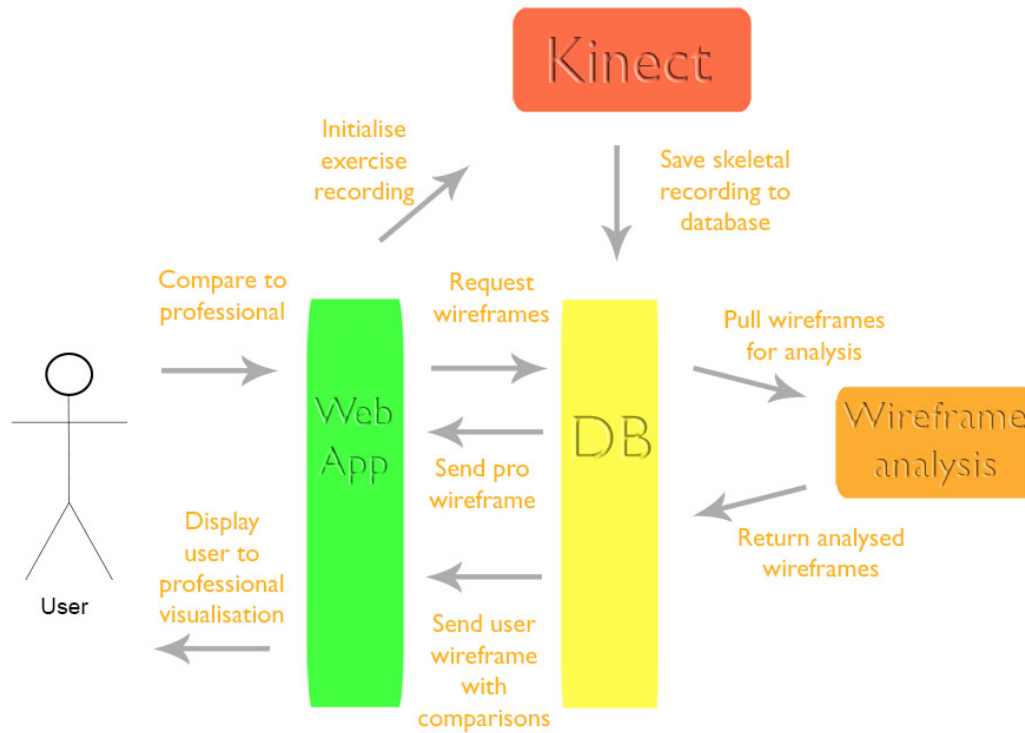 Kinect
Initialise
exercise
recording
Save skeletal
recording to
database
Compare to
professional
Request
wireframes
Pull wireframes
for analysis
Web
App
DB
Wireframe
analysis
Send pro
wireframe
Display
user to
professional
visualisation
Return analysed
wireframes
User
Send user
wireframe
with
comparisons